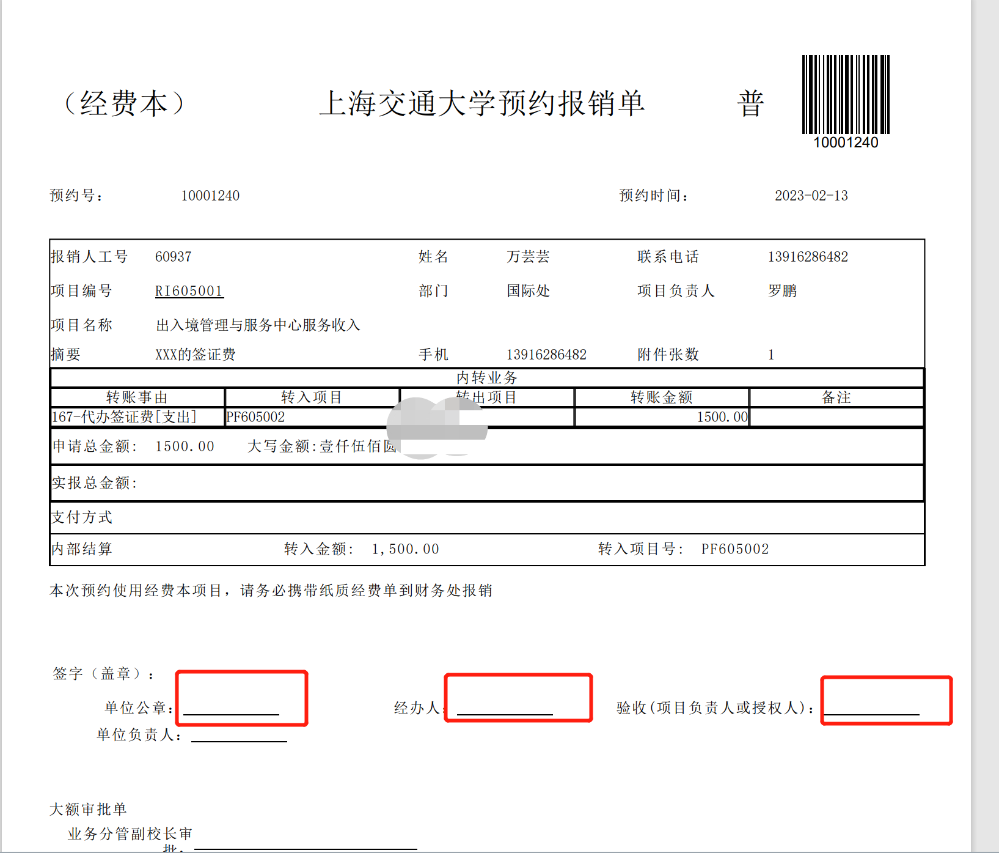 （经费本） 上海交通大学预约报销单 普
10001240
预约号： 10001240 预约时间： 2023-02-13
报销人工号 60937 姓名 万芸芸 联系电话 13916286482
项目编号 RI605001 部门 国际处 项目负责人 罗鹏
项目名称 出入境管理与服务中心服务收入
摘要 XXX的签证费 手机 13916286482 附件张数 1
内转业务
转账事由 转入项目 转出项目 转账金额 备注
167-代办签证费[支出] PF605002 1500.00
申请总金额: 1500.00 大写金额:壹仟伍佰圆
实报总金额:
支付方式
内部结算 转入金额: 1,500.00 转入项目号: PF605002
本次预约使用经费本项目，请务必携带纸质经费单到财务处报销
签字（盖章）：
单位公章： 经办人： 验收(项目负责人或授权人)：
单位负责人：
大额审批单
业务分管副校长审
批：